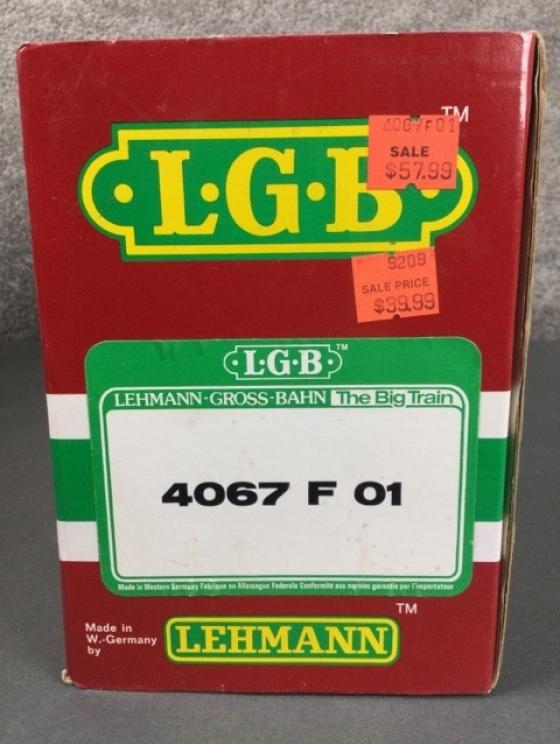 TM
4067F01
SALE
$57.99
·L·G·B·
9209
SALE PRICE
$39.99
·L·G·B· TM
LEHMANN-GROSS-BAHN The Big Train
4067 F 01
Made in Western Germany Fabriqué en Allemagne Federale Conformite aux normes garantie par l'importateur
TM
Made in
W.-Germany
by
LEHMANN